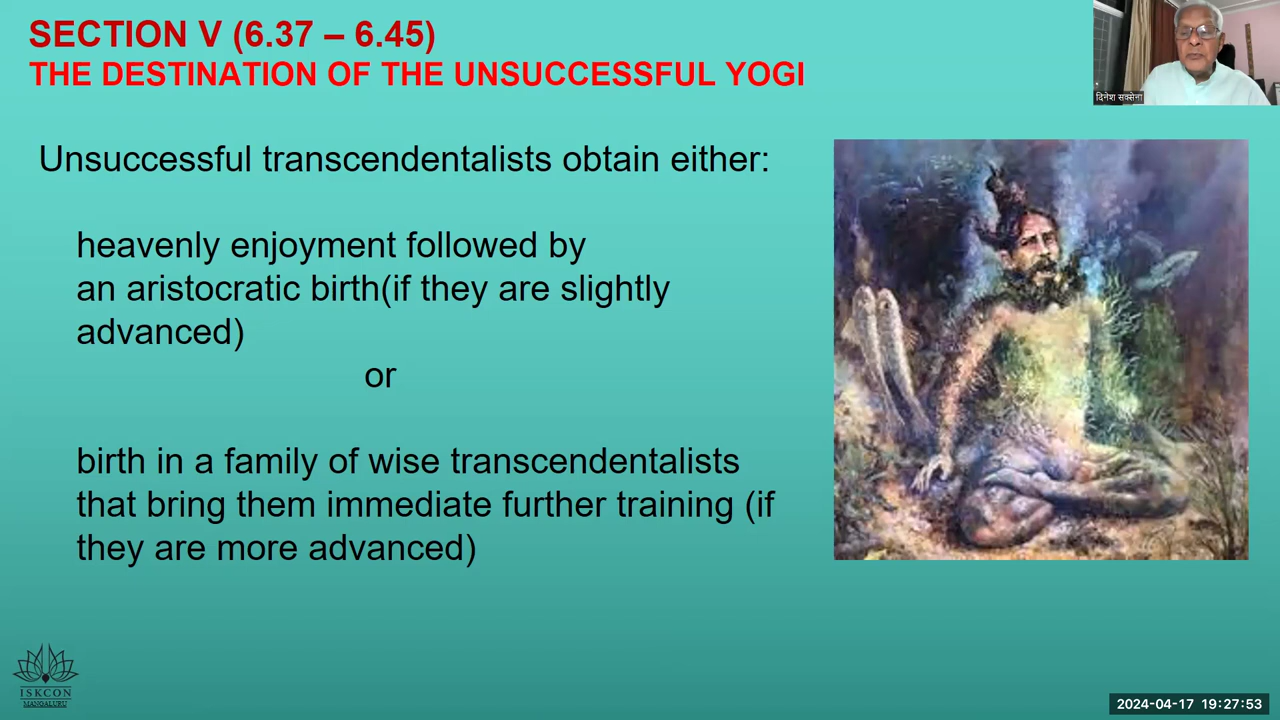 SECTION V (6.37 – 6.45)
THE DESTINATION OF THE UNSUCCESSFUL YOGI
दिनेश सक्सेना
Unsuccessful transcendentalists obtain either:
heavenly enjoyment followed by
an aristocratic birth(if they are slightly
advanced)
or
birth in a family of wise transcendentalists
that bring them immediate further training (if
they are more advanced)
ISKCON
MANGALURU
2024-04-17 19:27:53